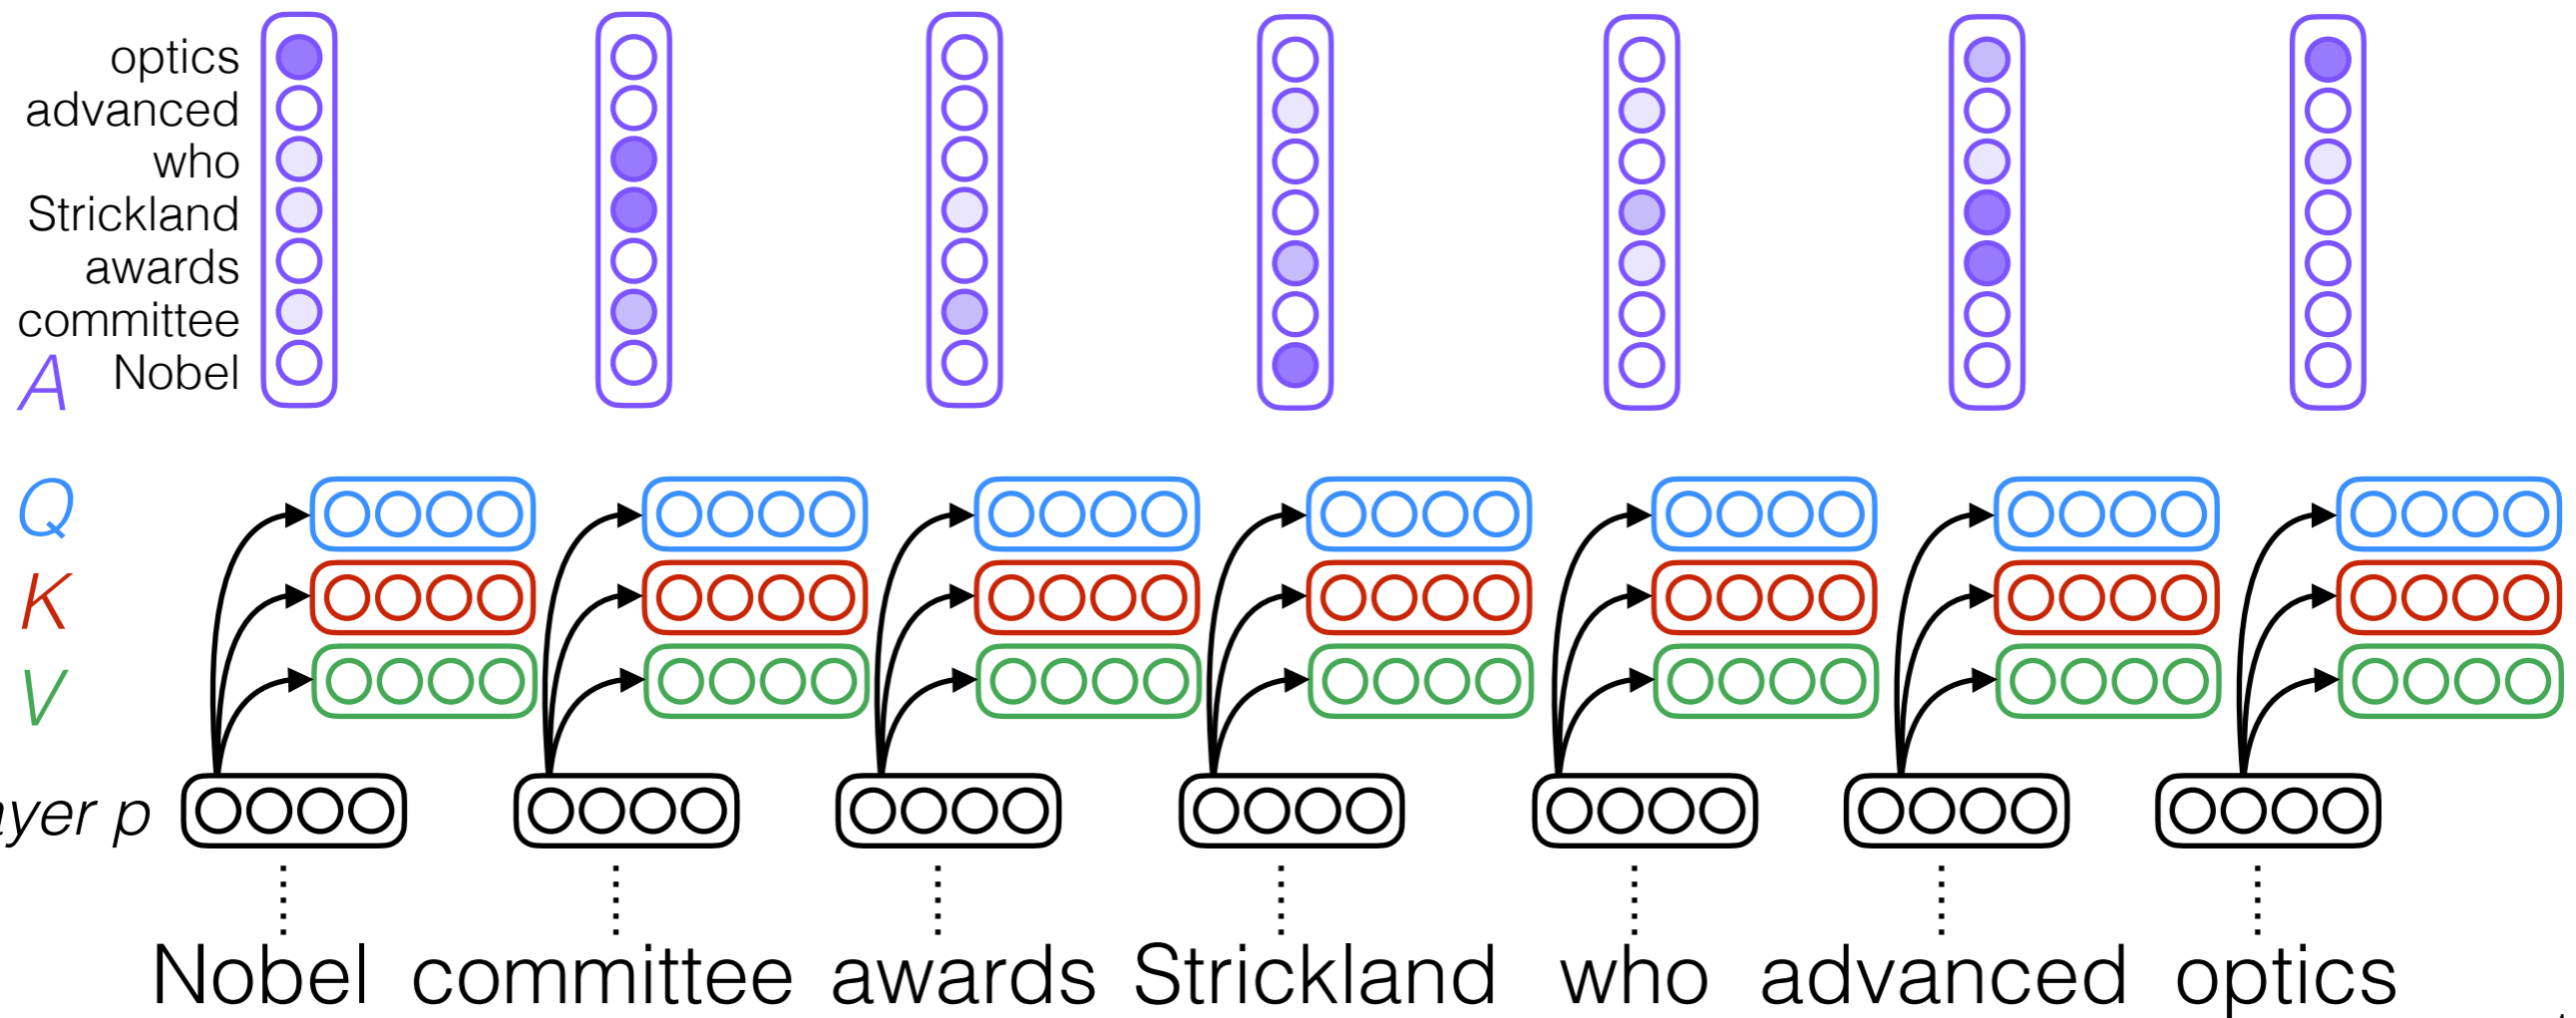 optics
advanced
who
Strickland
awards
committee
A Nobel
Q
K
V
ayer p
Nobel committee awards Strickland who advanced optics